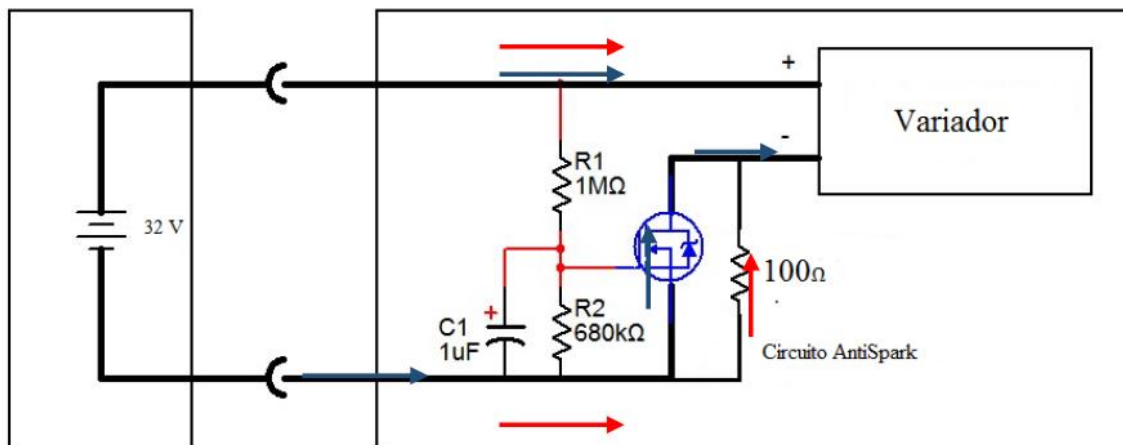 +
Variador
-
R1
1MΩ
32 V
+
C1
1uF
R2
680kΩ
100Ω
Circuito AntiSpark